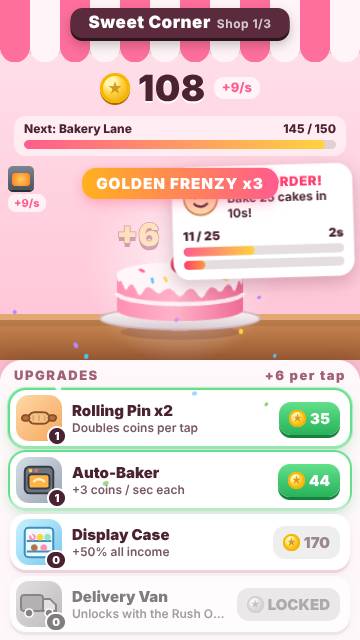 Sweet Corner Shop 1/3
108 +9/s
Next: Bakery Lane 145 / 150
+9/s
GOLDEN FRENZY x3
RDER!
cakes in
10s!
11 / 25 2s
+6
UPGRADES +6 per tap
Rolling Pin x2
Doubles coins per tap
1
35
Auto-Baker
+3 coins / sec each
1
44
Display Case
+50% all income
0
170
Delivery Van
Unlocks with the Rush O...
0
LOCKED